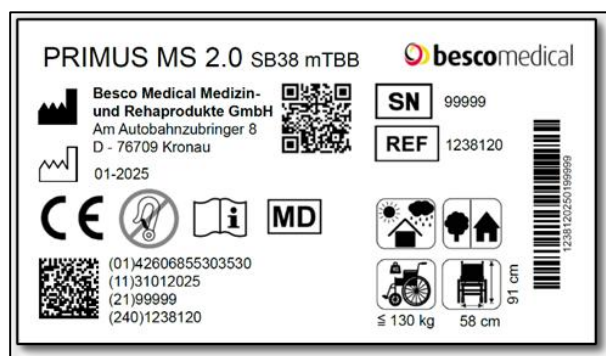 PRIMUS MS 2.0 SB38 mTBB
bescomedical
Besco Medical Medizin-
und Rehaprodukte GmbH
Am Autobahnzubringer 8
D - 76709 Kronau
01-2025
SN 99999
REF 1238120
CE
i
MD
(01)42606855303530
(11)31012025
(21)99999
(240)1238120
≤ 130 kg
58 cm
91 cm
123812020250199999